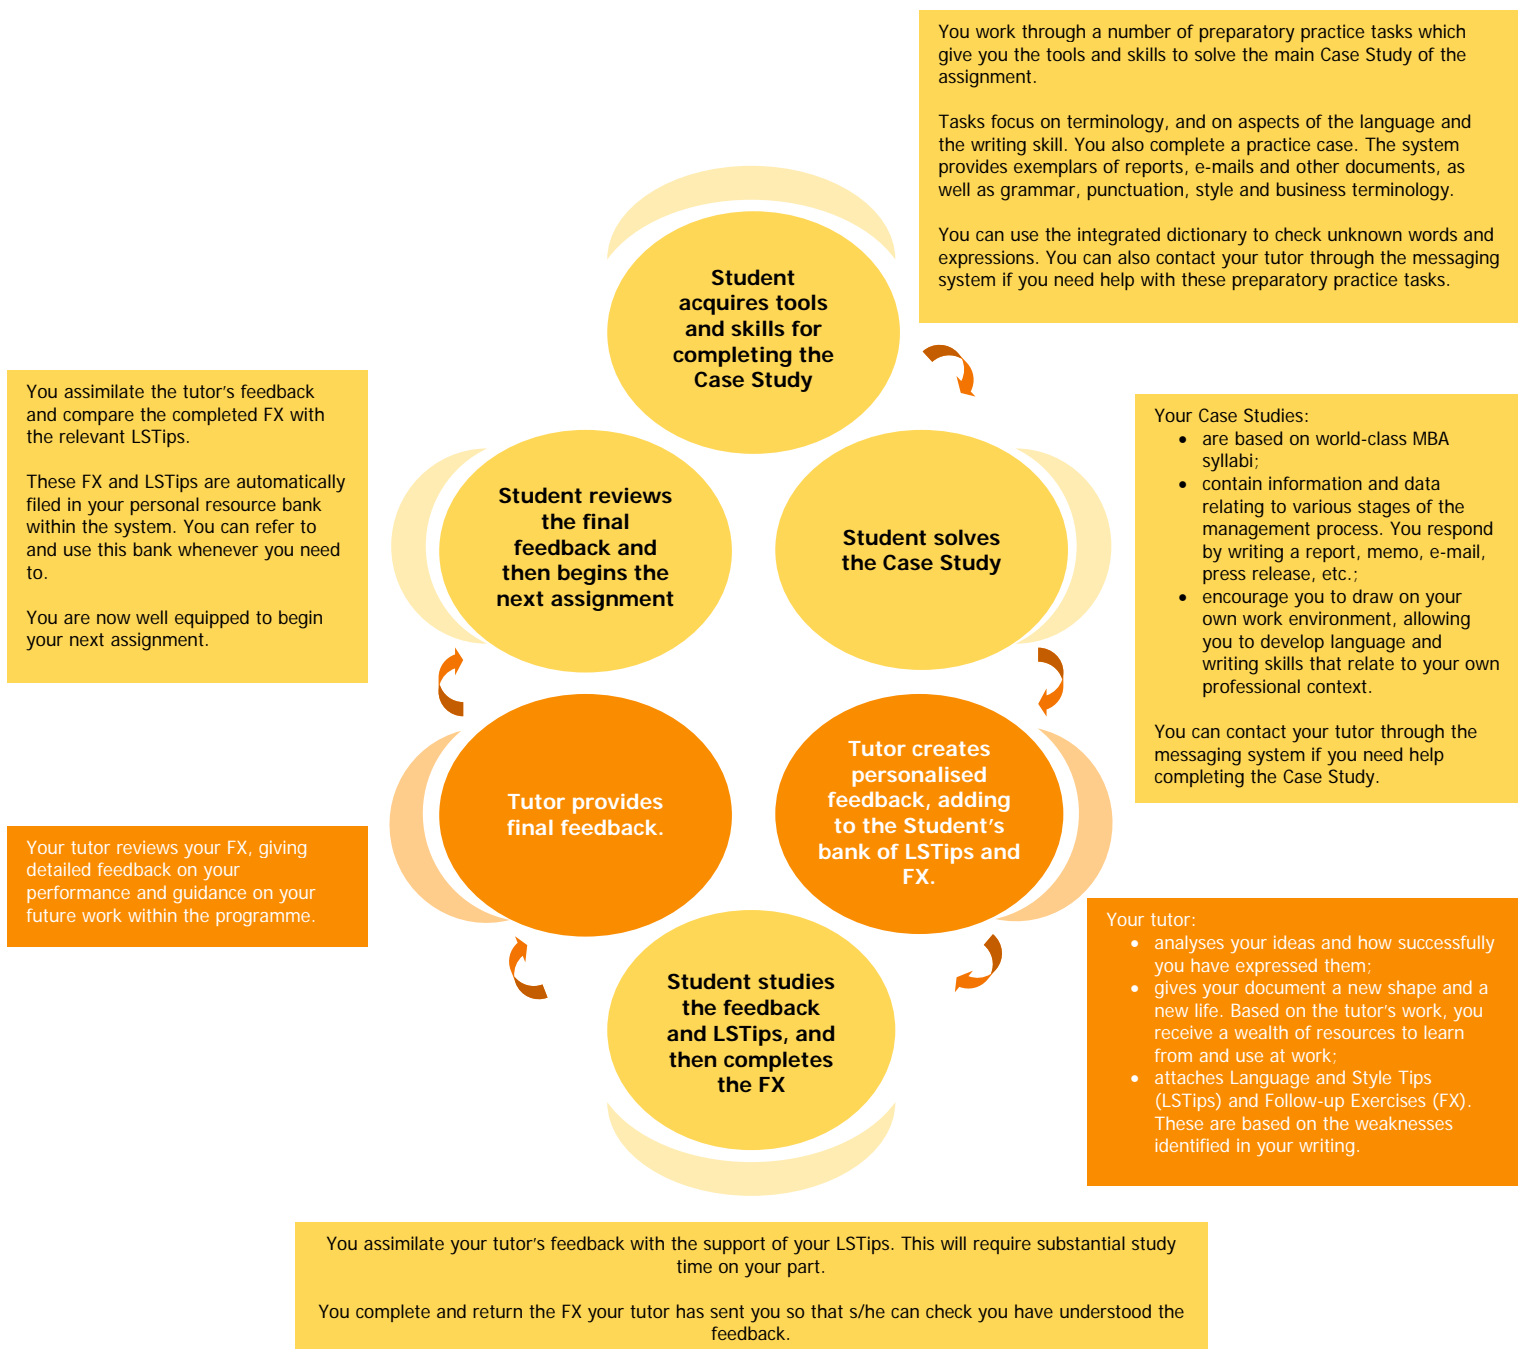 You work through a number of preparatory practice tasks which
give you the tools and skills to solve the main Case Study of the
assignment.
Tasks focus on terminology, and on aspects of the language and
the writing skill. You also complete a practice case. The system
provides exemplars of reports, e-mails and other documents, as
well as grammar, punctuation, style and business terminology.
You can use the integrated dictionary to check unknown words and
expressions. You can also contact your tutor through the messaging
system if you need help with these preparatory practice tasks.
Student
acquires tools
and skills for
completing the
Case Study
Your Case Studies:
• are based on world-class MBA
syllabi;
• contain information and data
relating to various stages of the
management process. You respond
by writing a report, memo, e-mail,
press release, etc.;
• encourage you to draw on your
own work environment, allowing
you to develop language and
writing skills that relate to your own
professional context.
You can contact your tutor through the
messaging system if you need help
completing the Case Study.
Student solves
the Case Study
Tutor creates
personalised
feedback, adding
to the Student's
bank of LSTips and
FX.
Your tutor:
• analyses your ideas and how successfully
you have expressed them;
• gives your document a new shape and a
new life. Based on the tutor's work, you
receive a wealth of resources to learn
from and use at work;
• attaches Language and Style Tips
(LSTips) and Follow-up Exercises (FX).
These are based on the weaknesses
identified in your writing.
Student studies
the feedback
and LSTips, and
then completes
the FX
You assimilate your tutor's feedback with the support of your LSTips. This will require substantial study
time on your part.
You complete and return the FX your tutor has sent you so that s/he can check you have understood the
feedback.
Tutor provides
final feedback.
Your tutor reviews your FX, giving
detailed feedback on your
performance and guidance on your
future work within the programme.
Student reviews
the final
feedback and
then begins the
next assignment
You assimilate the tutor's feedback
and compare the completed FX with
the relevant LSTips.
These FX and LSTips are automatically
filed in your personal resource bank
within the system. You can refer to
and use this bank whenever you need
to.
You are now well equipped to begin
your next assignment.